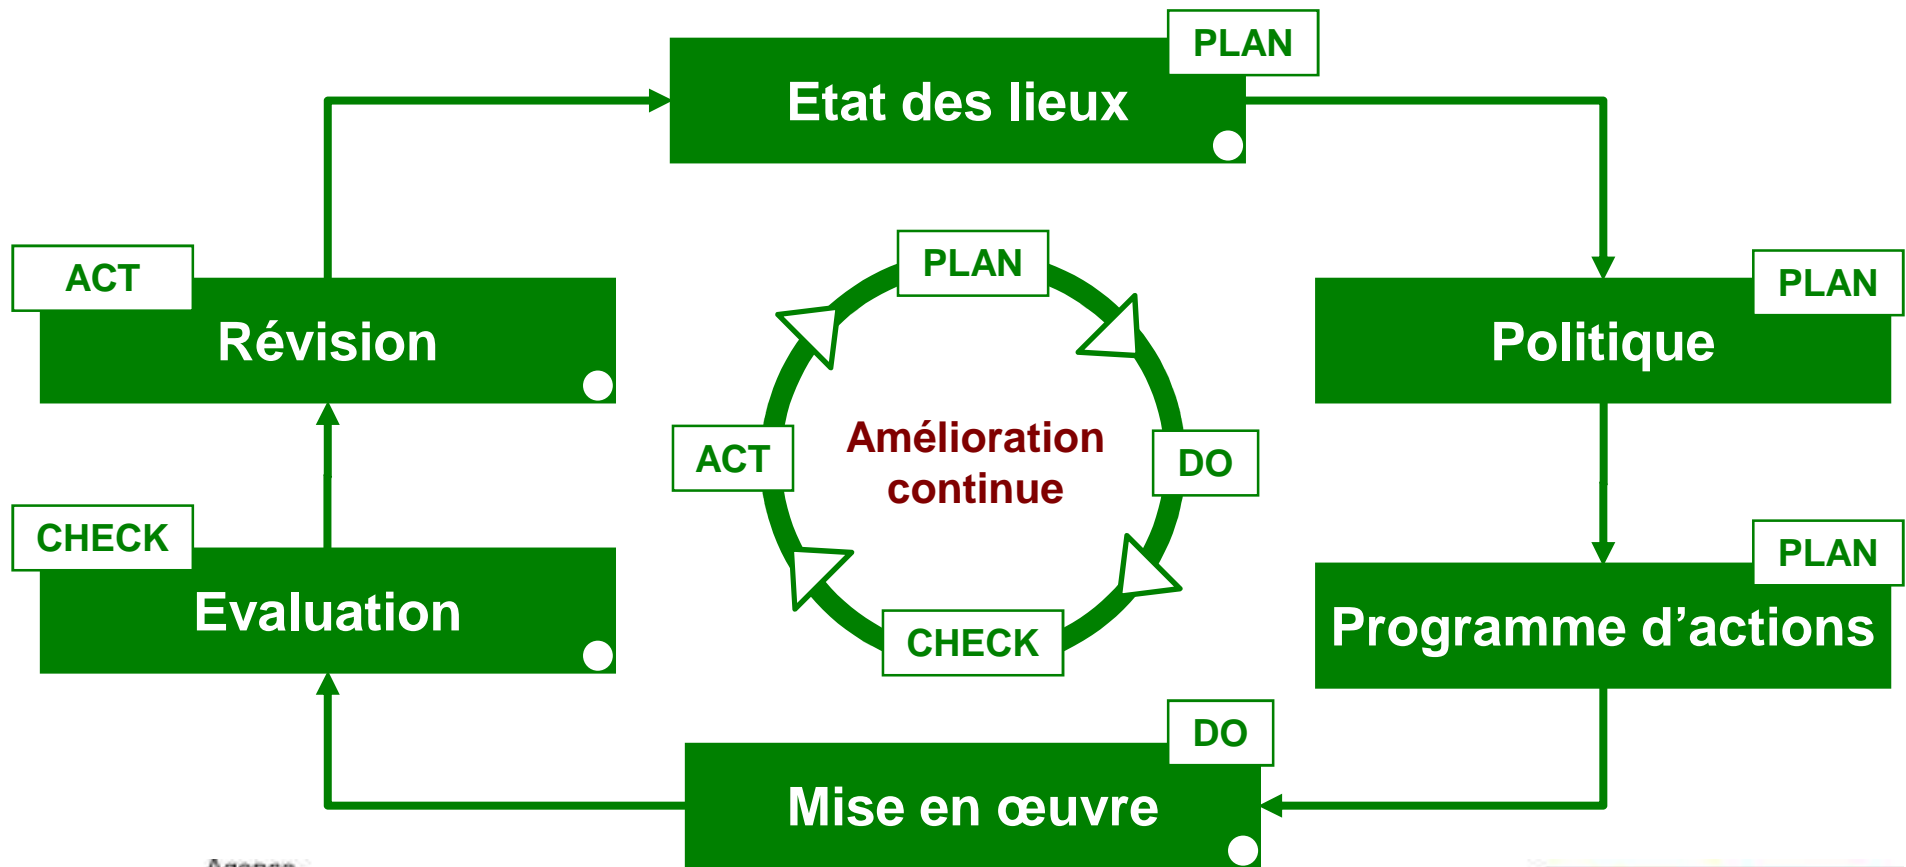 PLAN
Etat des lieux
ACT
Révision
PLAN
PLAN
Politique
ACT
Amélioration
continue
DO
CHECK
Evaluation
CHECK
PLAN
Programme d’actions
DO
Mise en œuvre
Agence